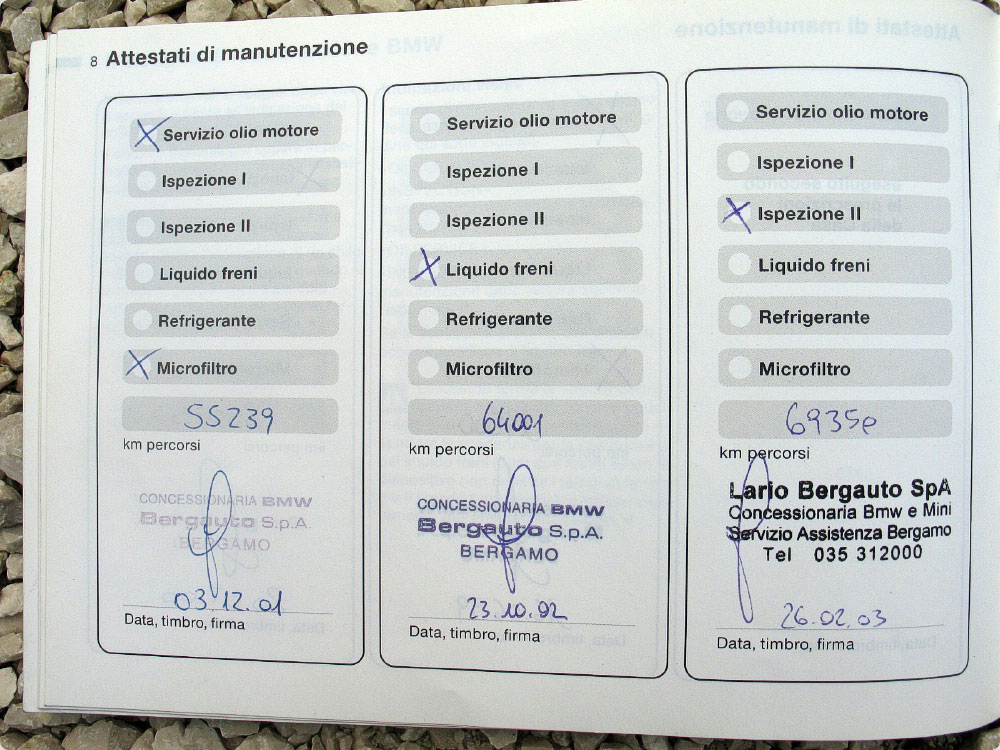 8 Attestati di manutenzione
Servizio olio motore
Ispezione I
Ispezione II
Liquido freni
Refrigerante
Microfiltro
55239
km percorsi
CONCESSIONARIA BMW
Bergauto S.p.A.
BERGAMO
03.12.01
Data, timbro, firma
Servizio olio motore
Ispezione I
Ispezione II
Liquido freni
Refrigerante
Microfiltro
64001
km percorsi
CONCESSIONARIA BMW
Bergauto S.p.A.
BERGAMO
23.10.02
Data, timbro, firma
Servizio olio motore
Ispezione I
Ispezione II
Liquido freni
Refrigerante
Microfiltro
km percorsi
Lario Bergauto SpA
Concessionaria Bmw e Mini
Servizio Assistenza Bergamo
Tel 035 312000
26.02.03
Data, timbro, firma